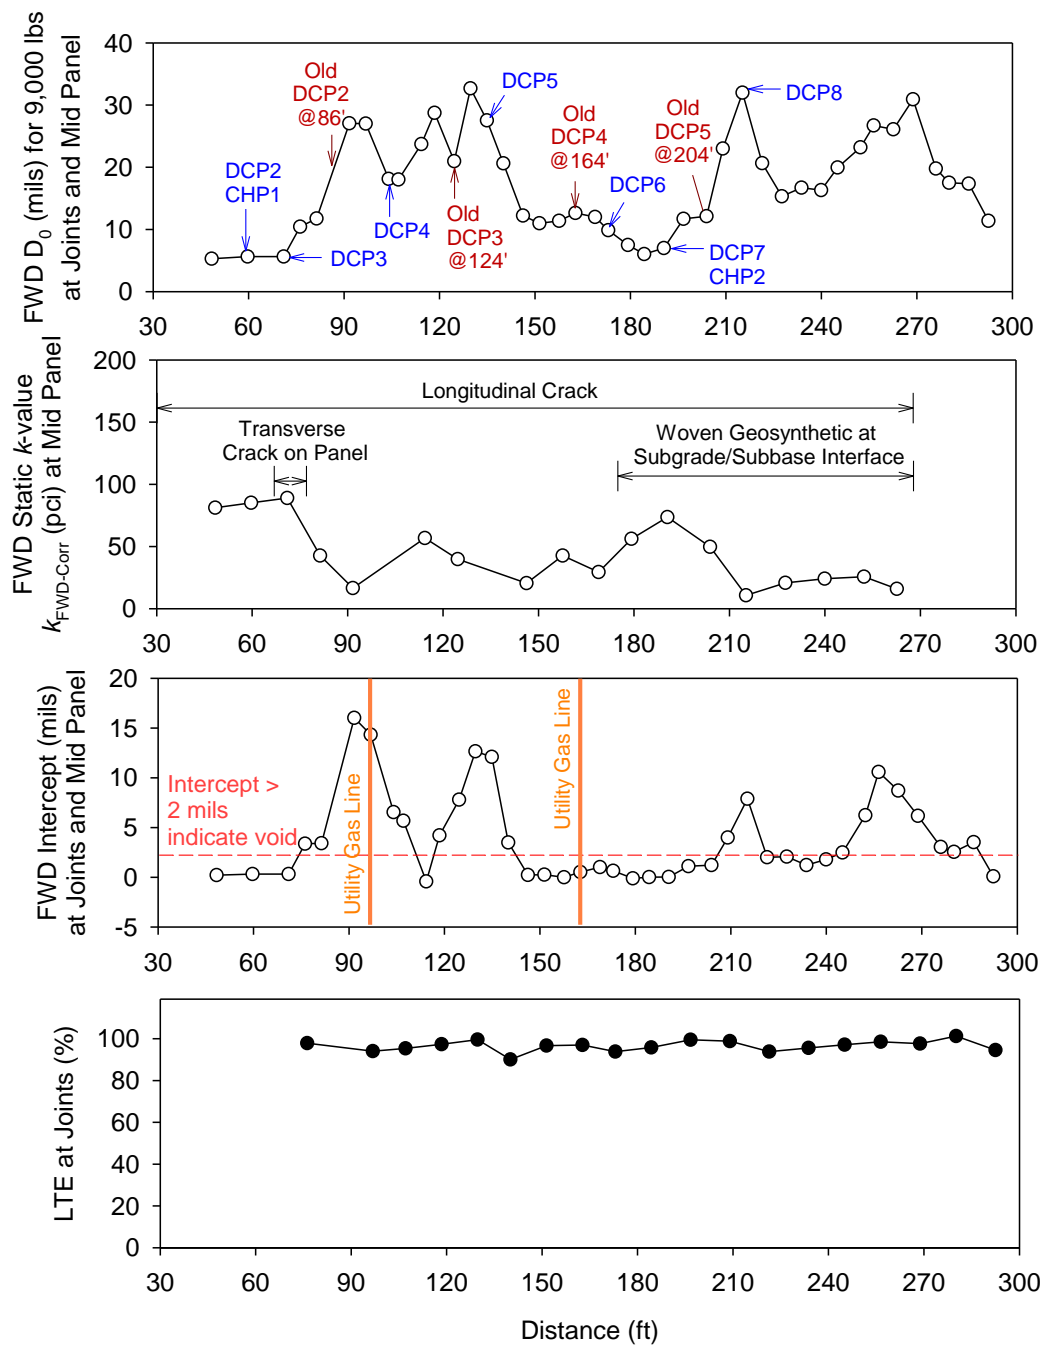 FWD D0 (mils) for 9,000 lbs
at Joints and Mid Panel
40
30
20
10
0
Old
DCP2
@86'
DCP2
CHP1
DCP3
DCP4
Old
DCP3
@124'
DCP5
Old
DCP4
@164'
DCP6
Old
DCP5
@204'
DCP7
CHP2
DCP8
30 60 90 120 150 180 210 240 270 300
FWD Static k-value
kFWD-Corr (pci) at Mid Panel
200
150
100
50
0
Longitudinal Crack
Transverse
Crack on Panel
Woven Geosynthetic at
Subgrade/Subbase Interface
30 60 90 120 150 180 210 240 270 300
FWD Intercept (mils)
at Joints and Mid Panel
20
15
10
5
0
-5
Intercept >
2 mils
indicate void
Utility Gas Line
Utility Gas Line
30 60 90 120 150 180 210 240 270 300
LTE at Joints (%)
100
80
60
40
20
0
30 60 90 120 150 180 210 240 270 300
Distance (ft)